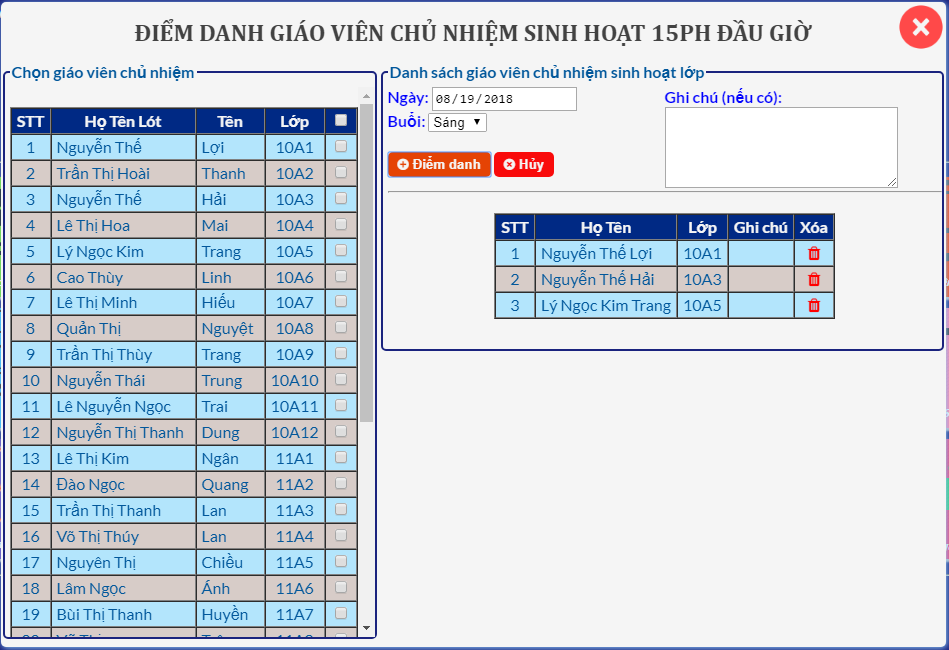 ĐIỂM DANH GIÁO VIÊN CHỦ NHIỆM SINH HOẠT 15PH ĐẦU GIỜ
Chọn giáo viên chủ nhiệm
STT Họ Tên Lót Tên Lớp
1 Nguyễn Thế Lợi 10A1
2 Trần Thị Hoài Thanh 10A2
3 Nguyễn Thế Hải 10A3
4 Lê Thị Hoa Mai 10A4
5 Lý Ngọc Kim Trang 10A5
6 Cao Thùy Linh 10A6
7 Lê Thị Minh Hiếu 10A7
8 Quản Thị Nguyệt 10A8
9 Trần Thị Thùy Trang 10A9
10 Nguyễn Thái Trung 10A10
11 Lê Nguyễn Ngọc Trai 10A11
12 Nguyễn Thị Thanh Dung 10A12
13 Lê Thị Kim Ngân 11A1
14 Đào Ngọc Quang 11A2
15 Trần Thị Thanh Lan 11A3
16 Võ Thị Thúy Lan 11A4
17 Nguyên Thị Chiều 11A5
18 Lâm Ngọc Ánh 11A6
19 Bùi Thị Thanh Huyền 11A7
Danh sách giáo viên chủ nhiệm sinh hoạt lớp
Ngày: 08/19/2018
Buổi: Sáng
Ghi chú (nếu có):
Điểm danh Hủy
STT Họ Tên Lớp Ghi chú Xóa
1 Nguyễn Thế Lợi 10A1
2 Nguyễn Thế Hải 10A3
3 Lý Ngọc Kim Trang 10A5